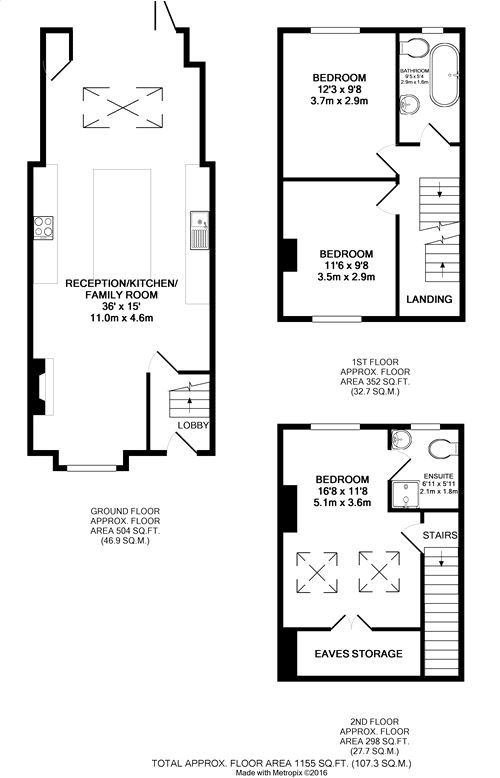 RECEPTION/KITCHEN/
FAMILY ROOM
36' x 15'
11.0m x 4.6m
LOBBY
GROUND FLOOR
APPROX. FLOOR
AREA 504 SQ.FT.
(46.9 SQ.M.)
BEDROOM
12'3 x 9'8
3.7m x 2.9m
BATHROOM
9'5 x 5'4
2.9m x 1.6m
BEDROOM
11'6 x 9'8
3.5m x 2.9m
LANDING
1ST FLOOR
APPROX. FLOOR
AREA 352 SQ.FT.
(32.7 SQ.M.)
BEDROOM
16'8 x 11'8
5.1m x 3.6m
ENSUITE
6'11 x 5'11
2.1m x 1.8m
STAIRS
EAVES STORAGE
2ND FLOOR
APPROX. FLOOR
AREA 298 SQ.FT.
(27.7 SQ.M.)
TOTAL APPROX. FLOOR AREA 1155 SQ.FT. (107.3 SQ.M.)
Made with Metropix ©2016